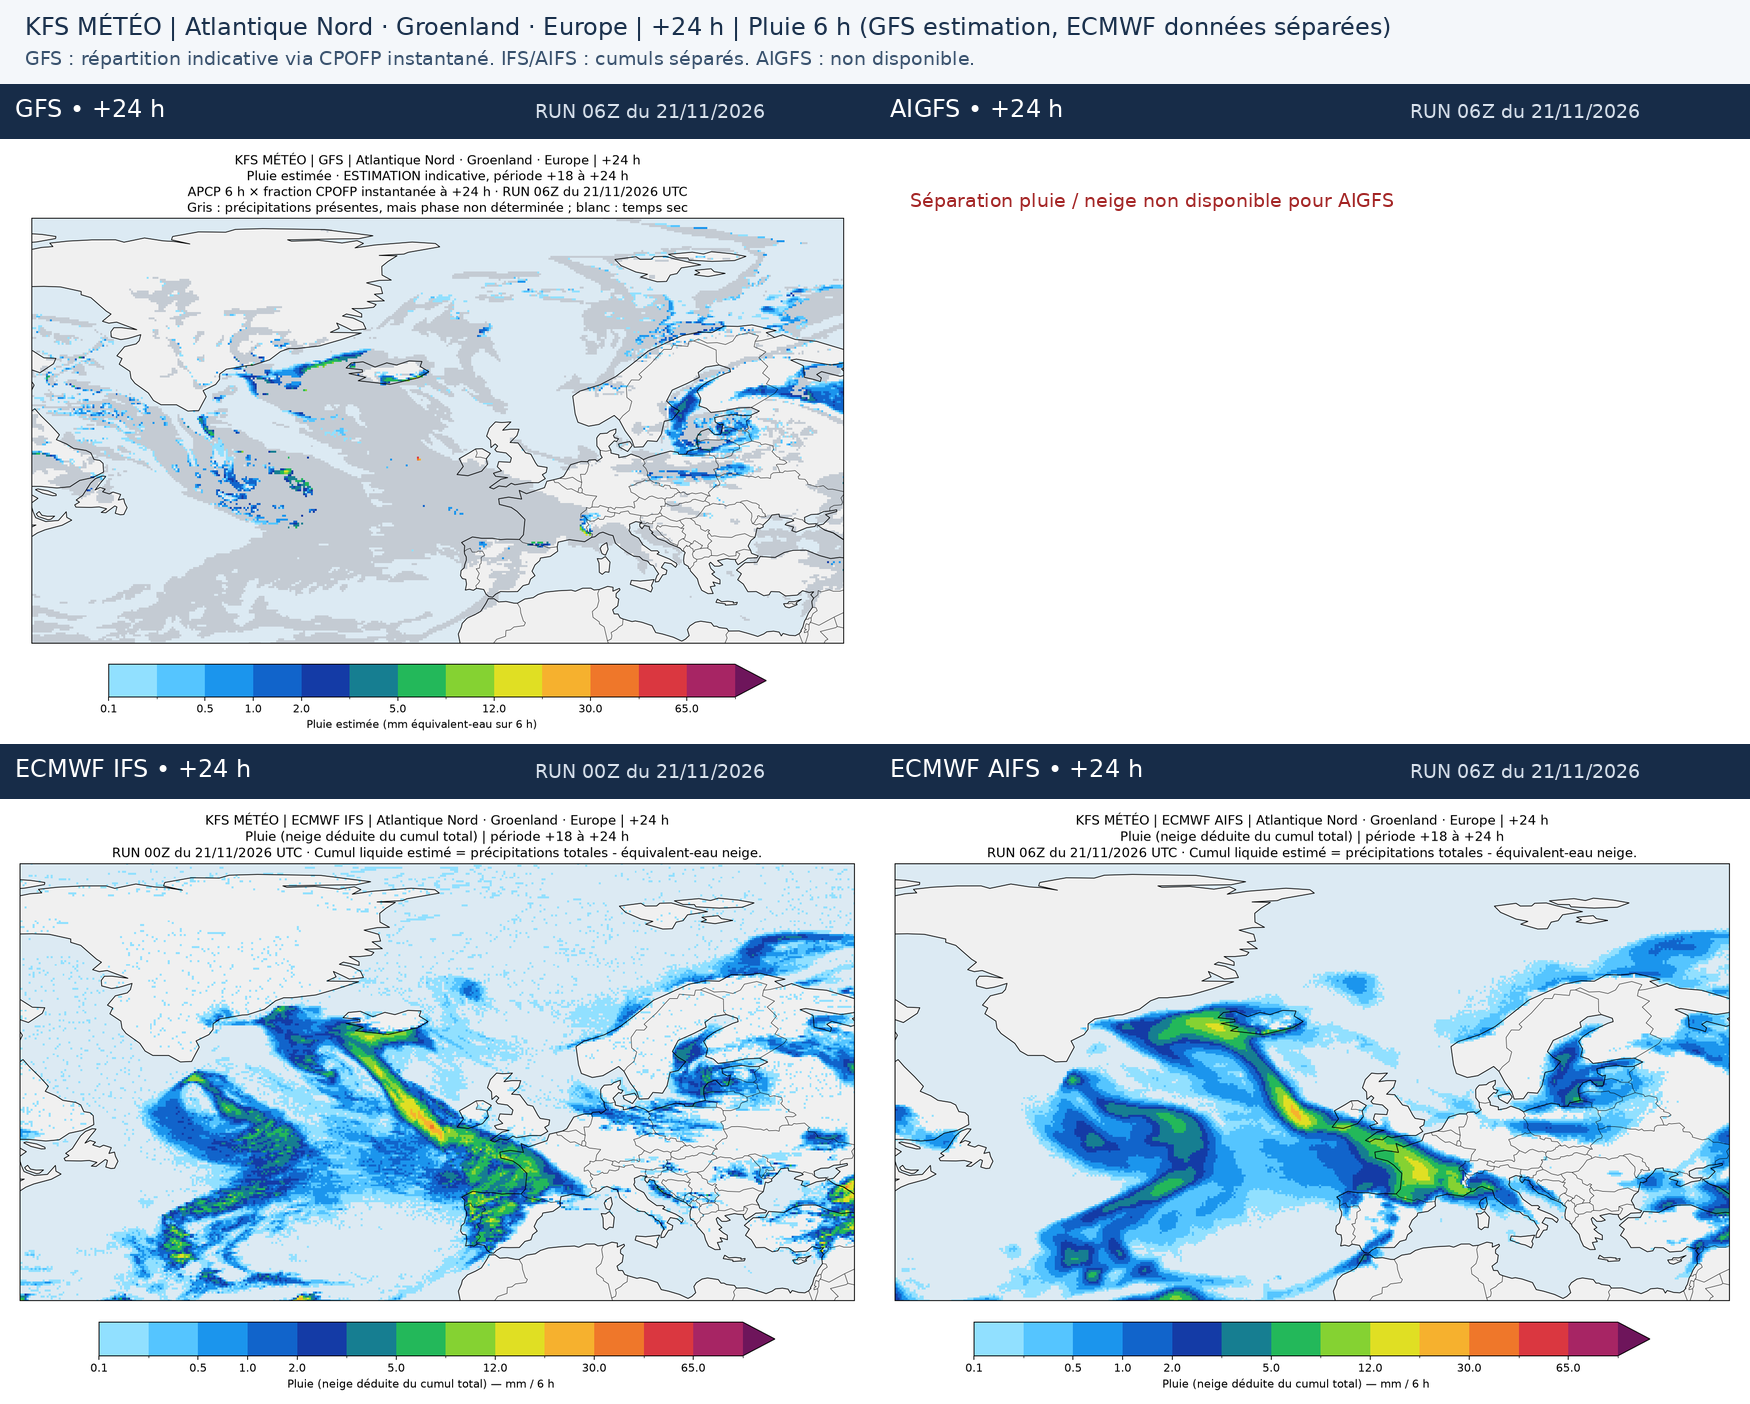 KFS MÉTÉO | Atlantique Nord · Groenland · Europe | +24 h | Pluie 6 h (GFS estimation, ECMWF données séparées)
GFS : répartition indicative via CPOFP instantané. IFS/AIFS : cumuls séparés. AIGFS : non disponible.
GFS • +24 h
RUN 06Z du 21/11/2026
AIGFS • +24 h
RUN 06Z du 21/11/2026
KFS MÉTÉO | GFS | Atlantique Nord · Groenland · Europe | +24 h
Pluie estimée · ESTIMATION indicative, période +18 à +24 h
APCP 6 h × fraction CPOFP instantanée à +24 h · RUN 06Z du 21/11/2026 UTC
Gris : précipitations présentes, mais phase non déterminée ; blanc : temps sec
Séparation pluie / neige non disponible pour AIGFS
0.1 0.5 1.0 2.0 5.0 12.0 30.0 65.0
Pluie estimée (mm équivalent-eau sur 6 h)
ECMWF IFS • +24 h
RUN 00Z du 21/11/2026
ECMWF AIFS • +24 h
RUN 06Z du 21/11/2026
KFS MÉTÉO | ECMWF IFS | Atlantique Nord · Groenland · Europe | +24 h
Pluie (neige déduite du cumul total) | période +18 à +24 h
RUN 00Z du 21/11/2026 UTC · Cumul liquide estimé = précipitations totales - équivalent-eau neige.
KFS MÉTÉO | ECMWF AIFS | Atlantique Nord · Groenland · Europe | +24 h
Pluie (neige déduite du cumul total) | période +18 à +24 h
RUN 06Z du 21/11/2026 UTC · Cumul liquide estimé = précipitations totales - équivalent-eau neige.
0.1 0.5 1.0 2.0 5.0 12.0 30.0 65.0
Pluie (neige déduite du cumul total) — mm / 6 h
0.1 0.5 1.0 2.0 5.0 12.0 30.0 65.0
Pluie (neige déduite du cumul total) — mm / 6 h